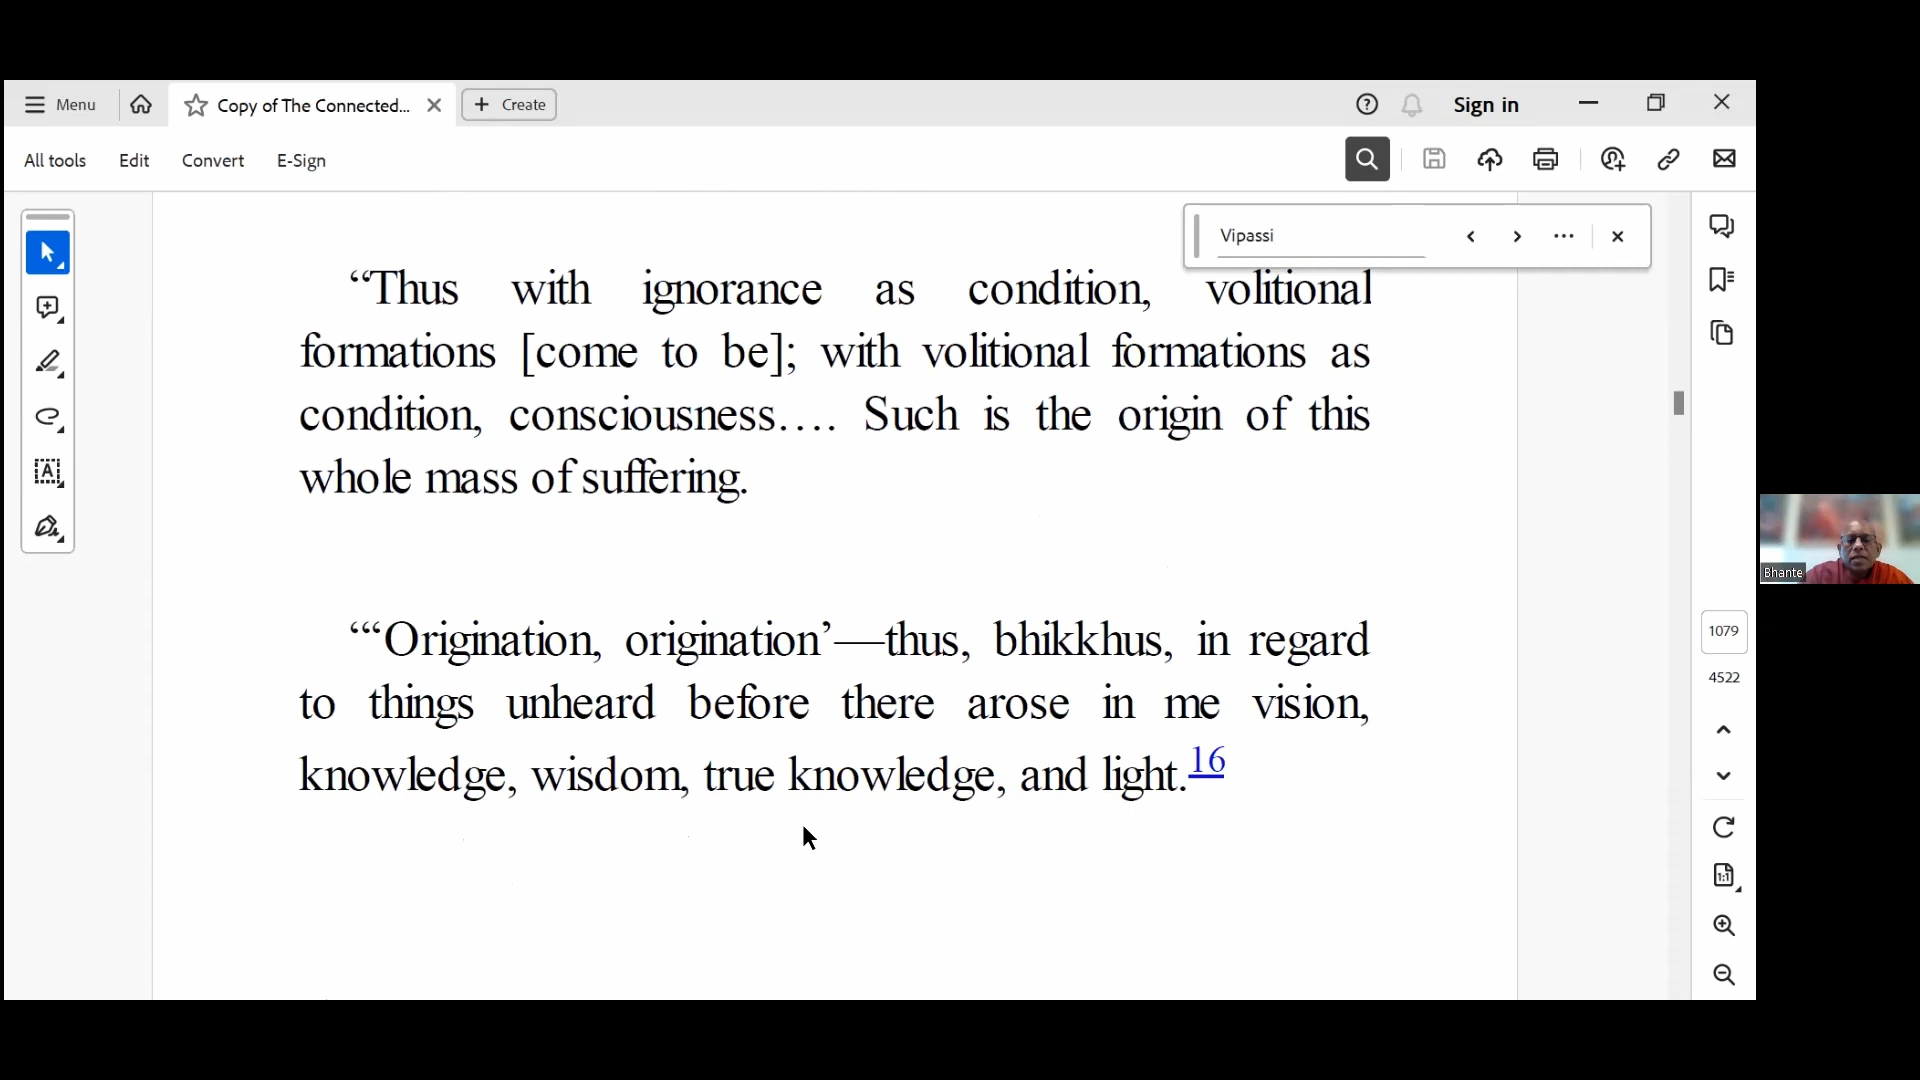 Menu
Copy of The Connected...
Create
Sign in
All tools
Edit
Convert
E-Sign
Vipassi
“Thus with ignorance as condition, volitional
formations [come to be]; with volitional formations as
condition, consciousness…. Such is the origin of this
whole mass of suffering.
“‘Origination, origination’—thus, bhikkhus, in regard
to things unheard before there arose in me vision,
knowledge, wisdom, true knowledge, and light.16
Bhante
1079
4522